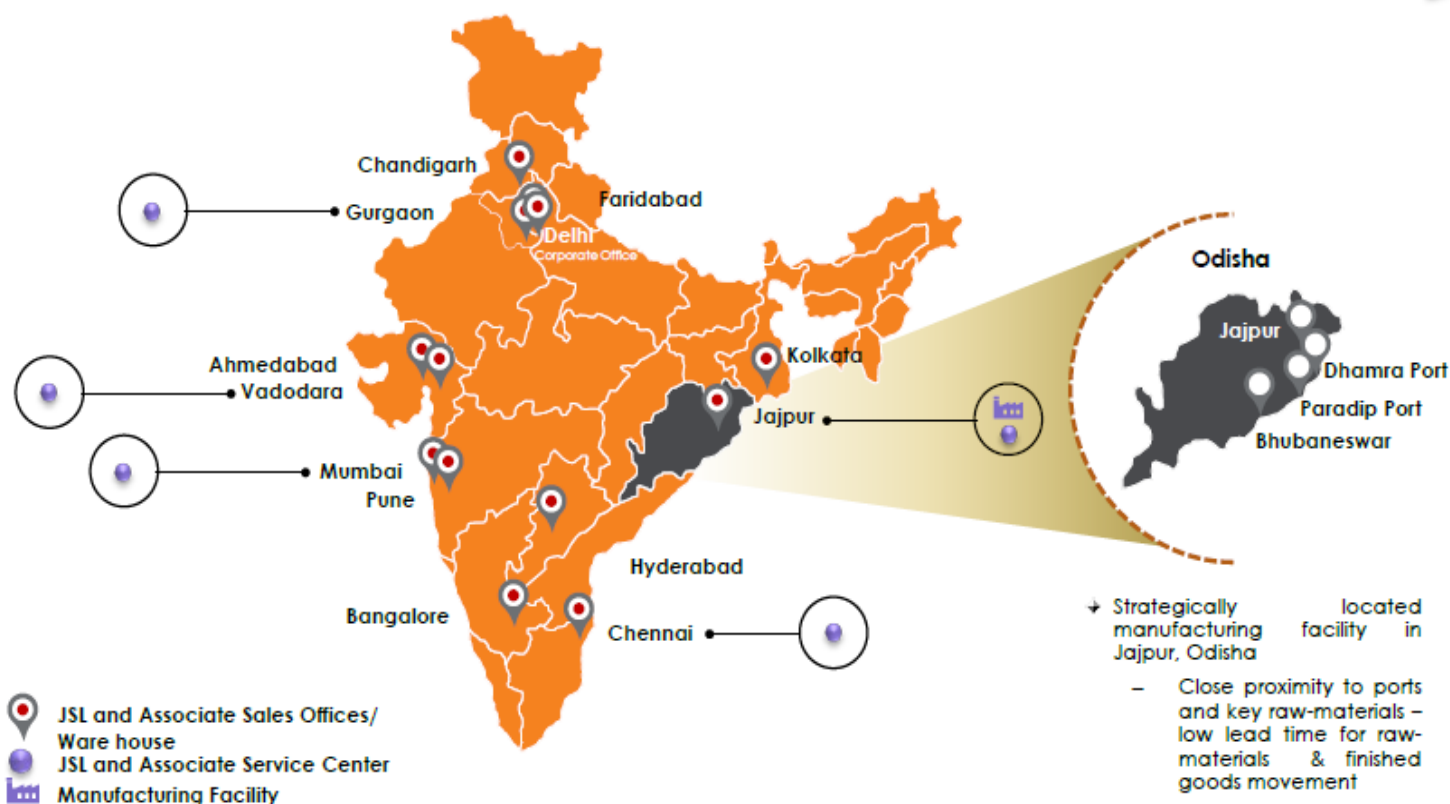 Chandigarh
Gurgaon
Faridabad
Delhi
Corporate Office
Ahmedabad
Vadodara
Kolkata
Jajpur
Mumbai
Pune
Hyderabad
Bangalore
Chennai
Odisha
Jajpur
Dhamra Port
Paradip Port
Bhubaneswar
Strategically located
manufacturing facility in
Jajpur, Odisha
– Close proximity to ports
and key raw-materials –
low lead time for raw-
materials & finished
goods movement
JSL and Associate Sales Offices/
Ware house
JSL and Associate Service Center
Manufacturing Facility